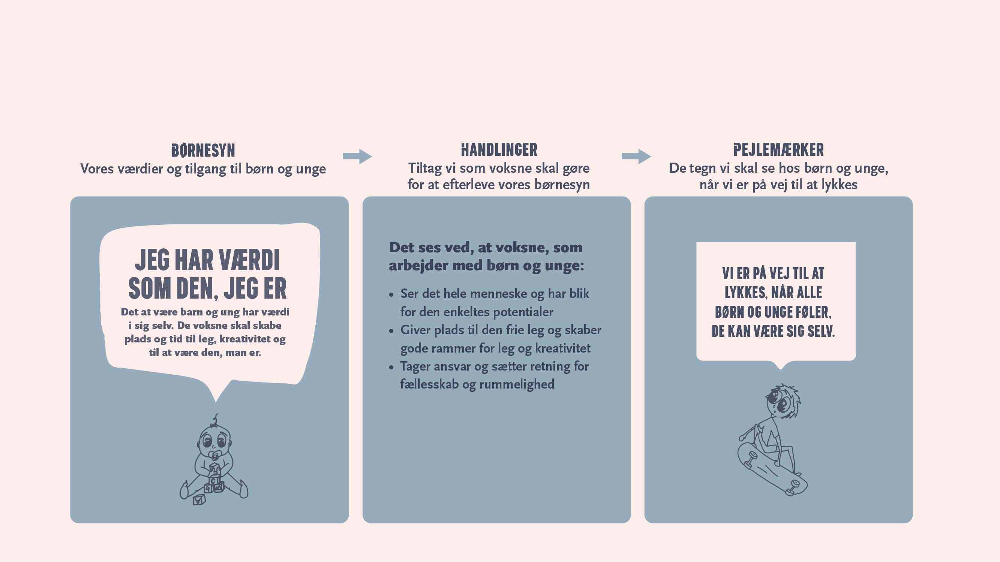 BØRNESYN
Vores værdier og tilgang til børn og unge
HANDLINGER
Tiltag vi som voksne skal gøre
for at efterleve vores børnesyn
PEJLEMÆRKER
De tegn vi skal se hos børn og unge,
når vi er på vej til at lykkes
JEG HAR VÆRDI
SOM DEN, JEG ER
Det at være barn og ung har værdi
i sig selv. De voksne skal skabe
plads og tid til leg, kreativitet og
til at være den, man er.
C
4 B
A
Det ses ved, at voksne, som
arbejder med børn og unge:
• Ser det hele menneske og har blik
for den enkeltes potentialer
• Giver plads til den frie leg og skaber
gode rammer for leg og kreativitet
• Tager ansvar og sætter retning for
fællesskab og rummelighed
VI ER PÅ VEJ TIL AT
LYKKES, NÅR ALLE
BØRN OG UNGE FØLER,
DE KAN VÆRE SIG SELV.